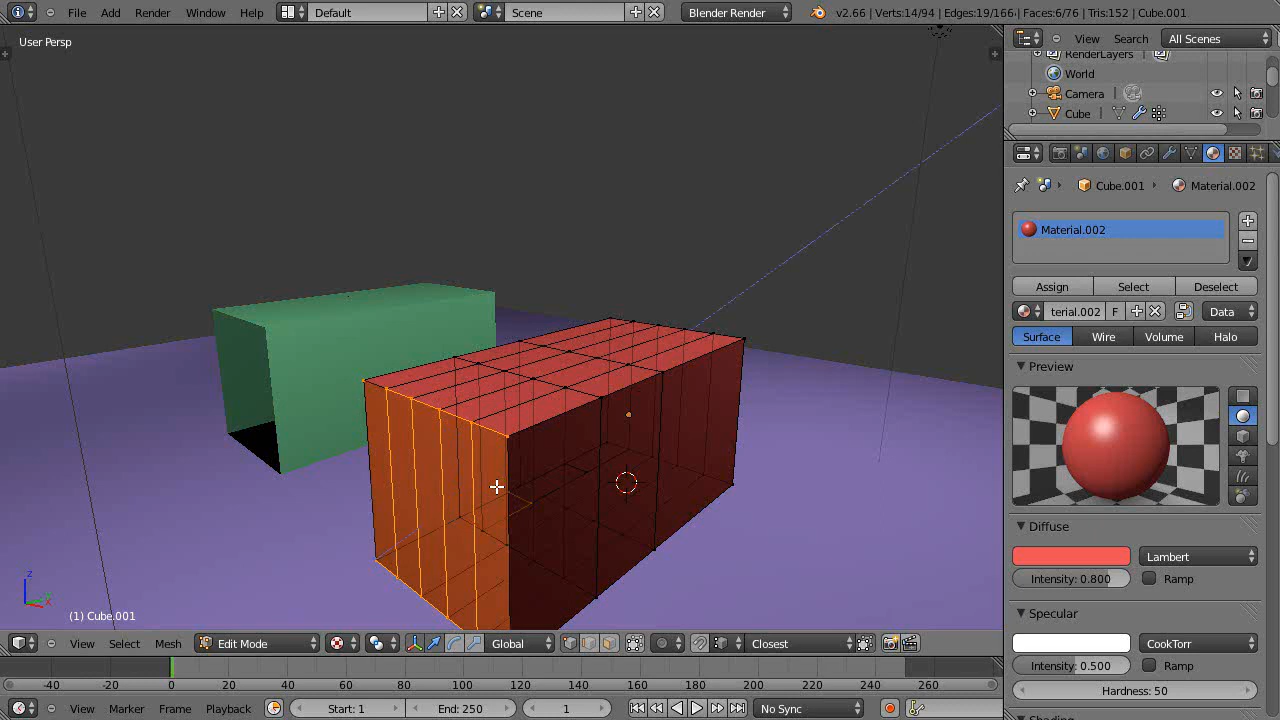 File Add Render Window Help Default Scene Blender Render v2.66 | Verts:14/94 | Edges:19/166 | Faces:6/76 | Tris:152 | Cube.001
User Persp
View Search All Scenes
RenderLayers
World
Camera
Cube
Cube.001 Material.002
Material.002
Assign Select Deselect
terial.002 F Data
Surface Wire Volume Halo
Preview
Diffuse
Lambert
Intensity: 0.800 Ramp
Specular
CookTorr
Intensity: 0.500 Ramp
Hardness: 50
z
(1) Cube.001
View Select Mesh Edit Mode Global Closest
-40 -20 0 20 40 60 80 100 120 140 160 180 200 220 240 260
View Marker Frame Playback Start: 1 End: 250 1 No Sync